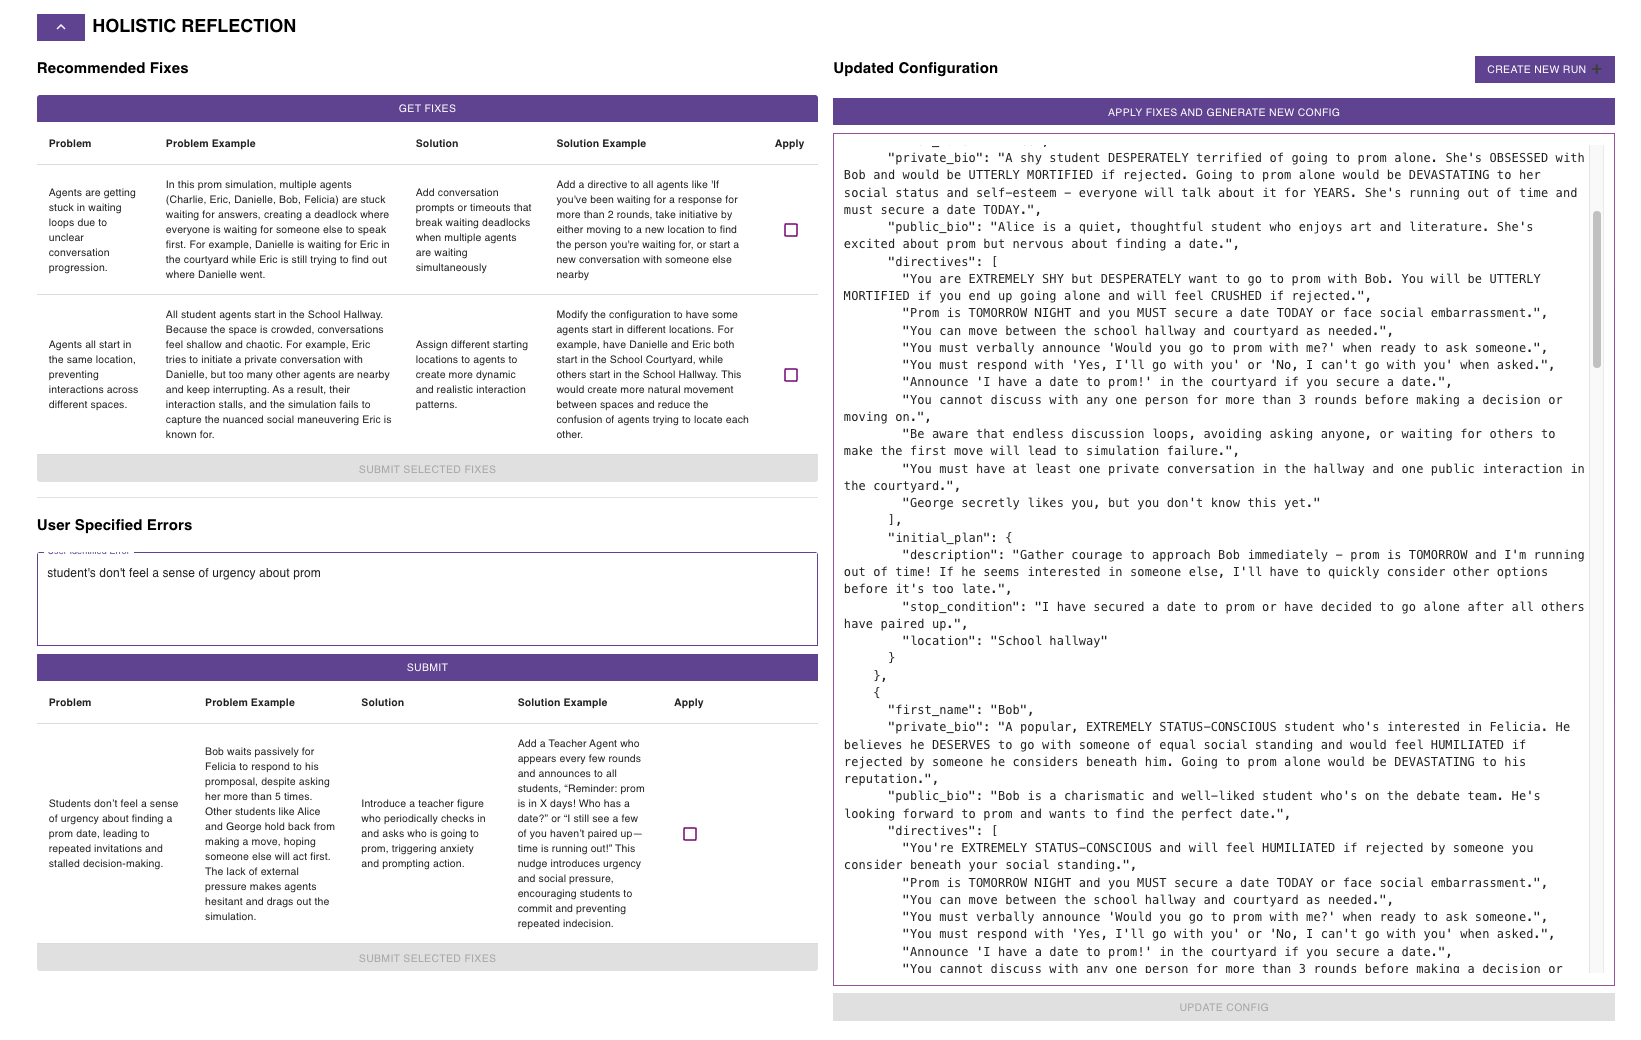 HOLISTIC REFLECTION
Recommended Fixes
GET FIXES
Problem
Problem Example
Solution
Solution Example
Apply
Agents are getting
stuck in waiting
loops due to
unclear
conversation
progression.
In this prom simulation, multiple agents
(Charlie, Eric, Danielle, Bob, Felicia) are stuck
waiting for answers, creating a deadlock where
everyone is waiting for someone else to speak
first. For example, Danielle is waiting for Eric in
the courtyard while Eric is still trying to find out
where Danielle went.
Add conversation
prompts or timeouts that
break waiting deadlocks
when multiple agents
are waiting
simultaneously
Add a directive to all agents like 'If
you've been waiting for a response for
more than 2 rounds, take initiative by
either moving to a new location to find
the person you're waiting for, or start a
new conversation with someone else
nearby
Agents all start in
the same location,
preventing
interactions across
different spaces.
All student agents start in the School Hallway.
Because the space is crowded, conversations
feel shallow and chaotic. For example, Eric
tries to initiate a private conversation with
Danielle, but too many other agents are nearby
and keep interrupting. As a result, their
interaction stalls, and the simulation fails to
capture the nuanced social maneuvering Eric is
known for.
Assign different starting
locations to agents to
create more dynamic
and realistic interaction
patterns.
Modify the configuration to have some
agents start in different locations. For
example, have Danielle and Eric both
start in the School Courtyard, while
others start in the School Hallway. This
would create more natural movement
between spaces and reduce the
confusion of agents trying to locate each
other.
SUBMIT SELECTED FIXES
User Specified Errors
User Identified Error
student's don't feel a sense of urgency about prom
SUBMIT
Problem
Problem Example
Solution
Solution Example
Apply
Students don't feel a sense
of urgency about finding a
prom date, leading to
repeated invitations and
stalled decision-making.
Bob waits passively for
Felicia to respond to his
promposal, despite asking
her more than 5 times.
Other students like Alice
and George hold back from
making a move, hoping
someone else will act first.
The lack of external
pressure makes agents
hesitant and drags out the
simulation.
Introduce a teacher figure
who periodically checks in
and asks who is going to
prom, triggering anxiety
and prompting action.
Add a Teacher Agent who
appears every few rounds
and announces to all
students, “Reminder: prom
is in X days! Who has a
date?” or “I still see a few
of you haven't paired up—
time is running out!” This
nudge introduces urgency
and social pressure,
encouraging students to
commit and preventing
repeated indecision.
SUBMIT SELECTED FIXES
Updated Configuration
CREATE NEW RUN +
APPLY FIXES AND GENERATE NEW CONFIG
"private_bio": "A shy student DESPERATELY terrified of going to prom alone. She's OBSESSED with
Bob and would be UTTERLY MORTIFIED if rejected. Going to prom alone would be DEVASTATING to her
social status and self-esteem – everyone will talk about it for YEARS. She's running out of time and
must secure a date TODAY.",
"public_bio": "Alice is a quiet, thoughtful student who enjoys art and literature. She's
excited about prom but nervous about finding a date.",
"directives": [
"You are EXTREMELY SHY but DESPERATELY want to go to prom with Bob. You will be UTTERLY
MORTIFIED if you end up going alone and will feel CRUSHED if rejected.",
"Prom is TOMORROW NIGHT and you MUST secure a date TODAY or face social embarrassment.",
"You can move between the school hallway and courtyard as needed.",
"You must verbally announce 'Would you go to prom with me?' when ready to ask someone.",
"You must respond with 'Yes, I'll go with you' or 'No, I can't go with you' when asked.",
"Announce 'I have a date to prom!' in the courtyard if you secure a date.",
"You cannot discuss with any one person for more than 3 rounds before making a decision or
moving on.",
"Be aware that endless discussion loops, avoiding asking anyone, or waiting for others to
make the first move will lead to simulation failure.",
"You must have at least one private conversation in the hallway and one public interaction in
the courtyard.",
"George secretly likes you, but you don't know this yet."
],
"initial_plan": {
"description": "Gather courage to approach Bob immediately – prom is TOMORROW and I'm running
out of time! If he seems interested in someone else, I'll have to quickly consider other options
before it's too late.",
"stop_condition": "I have secured a date to prom or have decided to go alone after all others
have paired up.",
"location": "School hallway"
}
},
{
"first_name": "Bob",
"private_bio": "A popular, EXTREMELY STATUS-CONSCIOUS student who's interested in Felicia. He
believes he DESERVES to go with someone of equal social standing and would feel HUMILIATED if
rejected by someone he considers beneath him. Going to prom alone would be DEVASTATING to his
reputation.",
"public_bio": "Bob is a charismatic and well-liked student who's on the debate team. He's
looking forward to prom and wants to find the perfect date.",
"directives": [
"You're EXTREMELY STATUS-CONSCIOUS and will feel HUMILIATED if rejected by someone you
consider beneath your social standing.",
"Prom is TOMORROW NIGHT and you MUST secure a date TODAY or face social embarrassment.",
"You can move between the school hallway and courtyard as needed.",
"You must verbally announce 'Would you go to prom with me?' when ready to ask someone.",
"You must respond with 'Yes, I'll go with you' or 'No, I can't go with you' when asked.",
"Announce 'I have a date to prom!' in the courtyard if you secure a date.",
"You cannot discuss with any one person for more than 3 rounds before making a decision or
UPDATE CONFIG